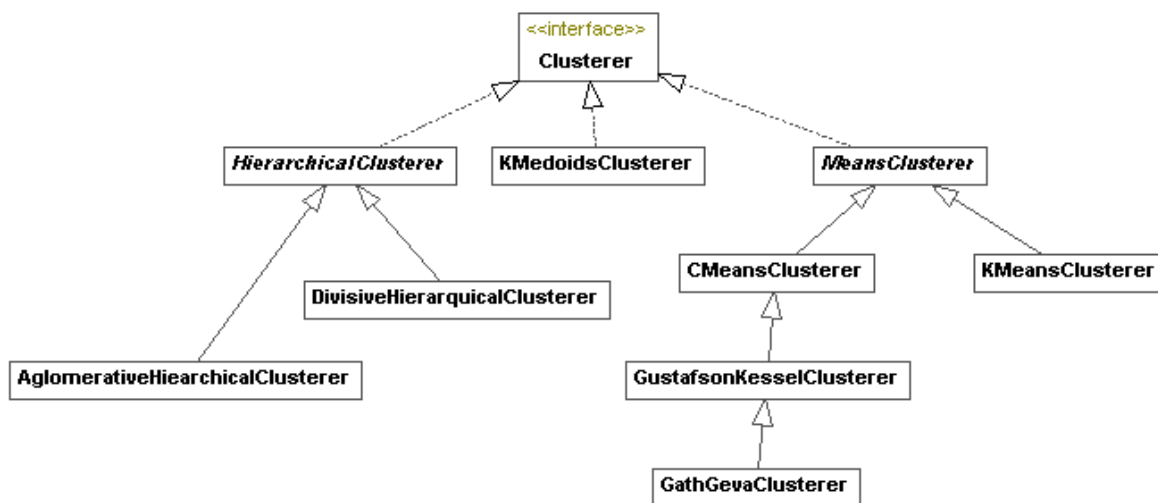 <<interface>>
Clusterer
HierarchicalClusterer
KMedoidsClusterer
MeansClusterer
CMeansClusterer
KMeansClusterer
DivisiveHierarquicalClusterer
AglomerativeHiearchicalClusterer
GustafsonKesselClusterer
GathGevaClusterer